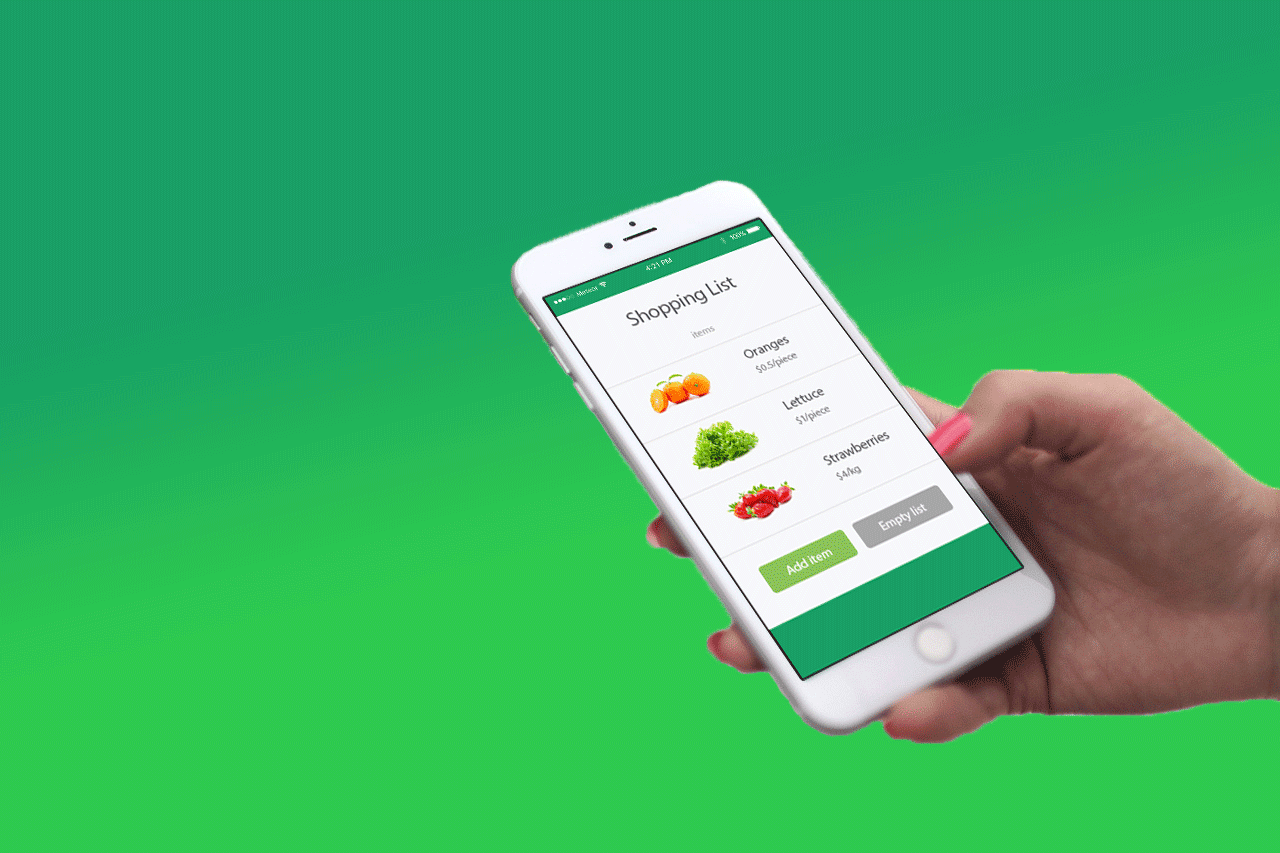 Meteor 4:21 PM 100%
Shopping List
items
Oranges
$0.5/piece
Lettuce
$1/piece
Strawberries
$4/kg
Add item
Empty list